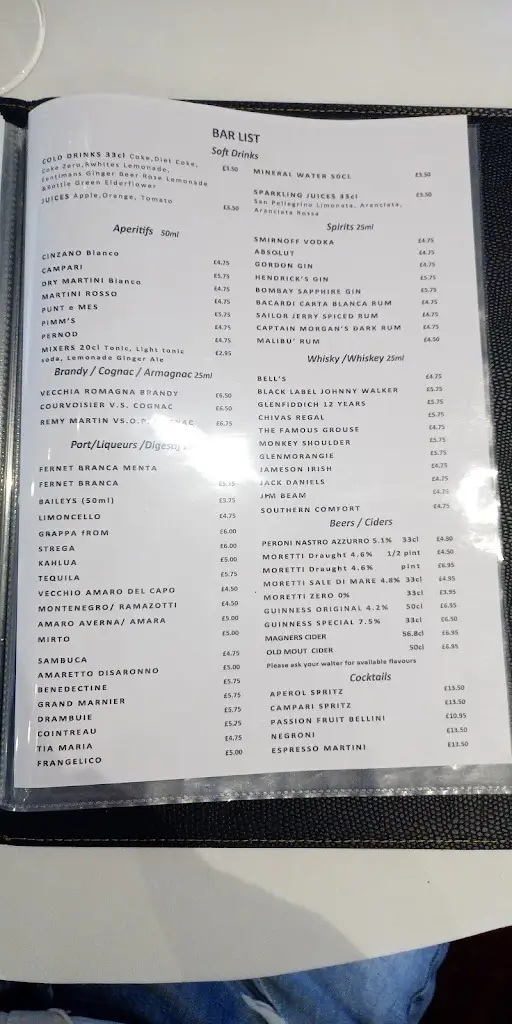 BAR LIST
Soft Drinks
COLD DRINKS 33cl Coke, Diet Coke, £3.50
Coke Zero, Rwhites Lemonade,
Fentimans Ginger Beer Rose Lemonade
&Bottle Green Elderflower
JUICES Apple, Orange, Tomato £3.50
MINERAL WATER 50CL £3.50
SPARKLING JUICES 33cl £3.50
San Pellegrino Limonata, Aranciata,
Aranciata Rossa
Aperitifs 50ml
CINZANO Bianco £4.75
CAMPARI £5.75
DRY MARTINI Bianco £4.75
MARTINI ROSSO £4.75
PUNT e MES £5.75
PIMM'S £4.75
PERNOD £4.75
MIXERS 20cl Tonic, Light tonic £2.95
soda, Lemonade Ginger Ale
Brandy / Cognac / Armagnac 25ml
VECCHIA ROMAGNA BRANDY £6.50
COURVOISIER V.S. COGNAC £6.50
REMY MARTIN VS.O.P. £6.75
Port/Liqueurs
FERNET BRANCA MENTA
FERNET BRANCA £5.75
BAILEYS (50ml) £5.75
LIMONCELLO £4.75
GRAPPA fROM £6.00
STREGA £6.00
KAHLUA £5.00
TEQUILA £5.75
VECCHIO AMARO DEL CAPO £4.50
MONTENEGRO/ RAMAZOTTI £4.50
AMARO AVERNA/ AMARA £5.00
MIRTO £5.00
SAMBUCA £4.75
AMARETTO DISARONNO £5.00
BENEDECTINE £5.75
GRAND MARNIER £5.75
DRAMBUIE £5.75
COINTREAU £5.75
TIA MARIA £4.75
FRANGELICO £5.00
Spirits 25ml
SMIRNOFF VODKA £4.75
ABSOLUT £4.75
GORDON GIN £4.75
HENDRICK'S GIN £5.75
BOMBAY SAPPHIRE GIN £5.75
BACARDI CARTA BLANCA RUM £4.75
SAILOR JERRY SPICED RUM £4.75
CAPTAIN MORGAN'S DARK RUM £4.75
MALIBU' RUM £4.50
Whisky /Whiskey 25ml
BELL'S £4.75
BLACK LABEL JOHNNY WALKER £5.75
GLENFIDDICH 12 YEARS £5.75
CHIVAS REGAL £5.75
THE FAMOUS GROUSE £4.75
MONKEY SHOULDER £5.75
GLENMORANGIE £5.75
JAMESON IRISH £4.75
JACK DANIELS £4.75
JIM BEAM £4.75
SOUTHERN COMFORT £4.75
Beers / Ciders
PERONI NASTRO AZZURRO 5.1% 33cl £4.80
MORETTI Draught 4.6% 1/2 pint £4.50
MORETTI Draught 4.6% pint £6.95
MORETTI SALE DI MARE 4.8% 33cl £4.95
MORETTI ZERO 0% 33cl £3.95
GUINNESS ORIGINAL 4.2% 50cl £6.95
GUINNESS SPECIAL 7.5% 33cl £6.50
MAGNERS CIDER 56.8cl £6.95
OLD MOUT CIDER 50cl £6.95
Please ask your waiter for available flavours
Cocktails
APEROL SPRITZ £13.50
CAMPARI SPRITZ £13.50
PASSION FRUIT BELLINI £10.95
NEGRONI £13.50
ESPRESSO MARTINI £13.50